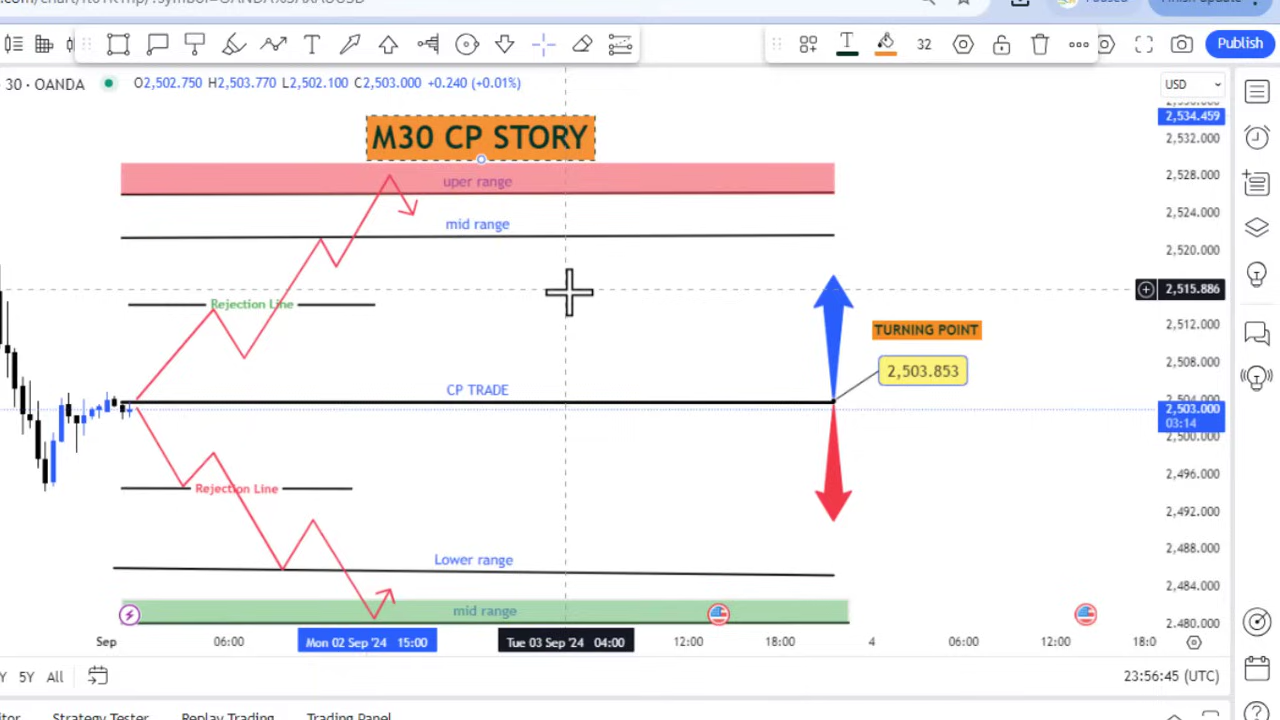 Publish
32
30 · OANDA
O2,502.750 H2,503.770 L2,502.100 C2,503.000 +0.240 (+0.01%)
USD
2,534.459
M30 CP STORY
2,532.000
uper range
2,528.000
mid range
2,524.000
2,520.000
2,515.886
Rejection Line
2,512.000
TURNING POINT
2,508.000
2,503.853
CP TRADE
2,503.000
03:14
2,500.000
2,496.000
Rejection Line
2,492.000
2,488.000
Lower range
2,484.000
mid range
2,480.000
Sep
06:00
Mon 02 Sep '24 15:00
Tue 03 Sep '24 04:00
12:00
18:00
4
06:00
12:00
18:0
5Y
All
23:56:45 (UTC)
Strategy Tester
Replay Trading
Trading Panel